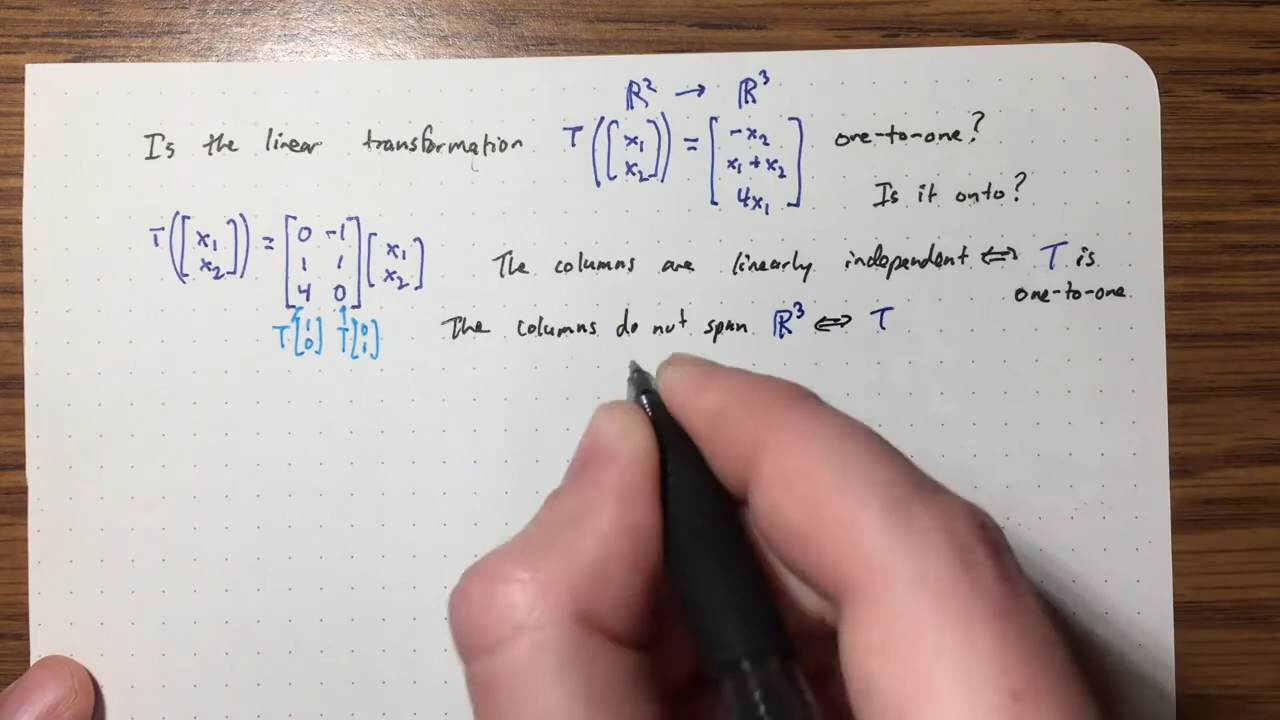 ℝ² → ℝ³
Is the linear transformation T([x₁ x₂]) = [-x₂ x₁+x₂ 4x₁] one-to-one?
Is it onto?
T([x₁ x₂]) = [0 -1 1 1 4 0][x₁ x₂] The columns are linearly independent ⇔ T is
one-to-one.
T[1 0] T[0 1] The columns do not span ℝ³ ⇔ T